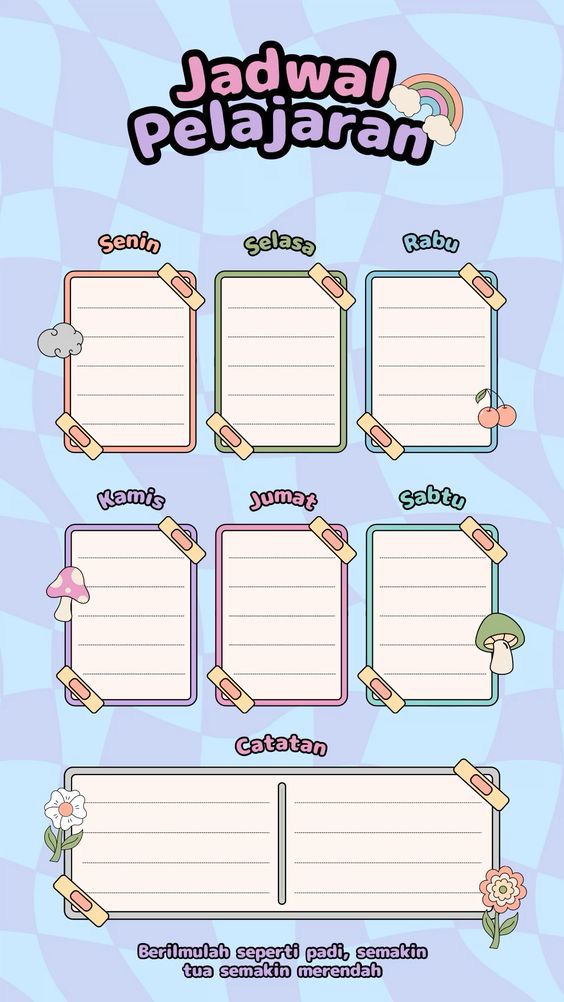 Jadwal
Pelajaran
Senin
Selasa
Rabu
Kamis
Jumat
Sabtu
Catatan
Berilmulah seperti padi, semakin
tua semakin merendah